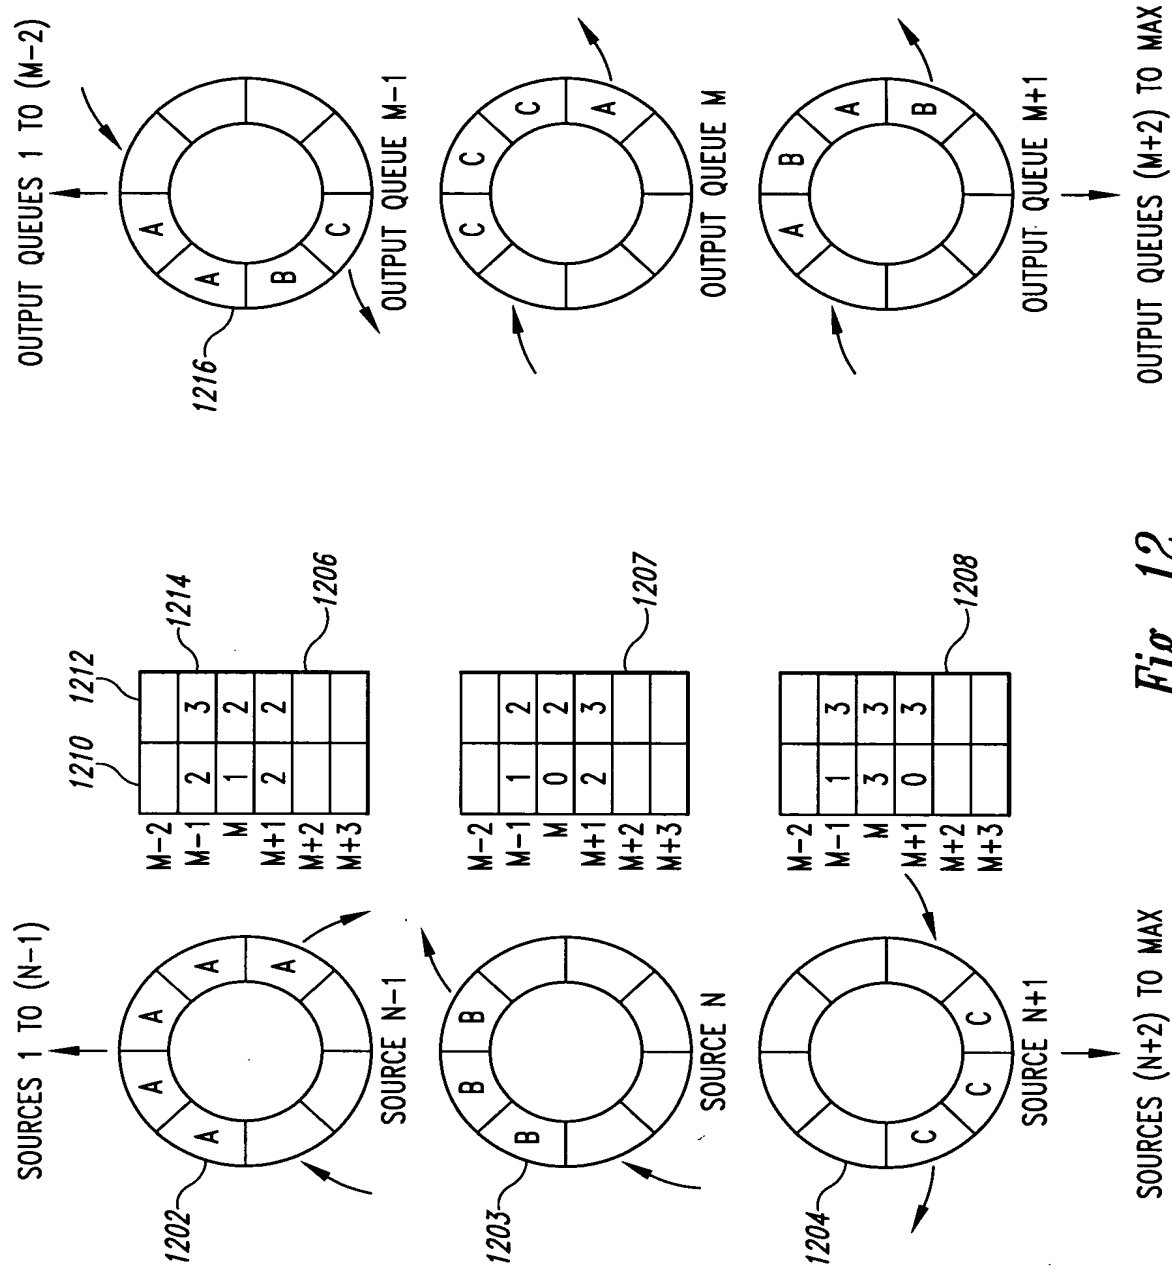 SOURCES 1 TO (N-1)
OUTPUT QUEUES 1 TO (M-2)
1202
A
A
A
A
A
SOURCE N-1
1210
1212
M-2
M-1 2 3
M 1 2
M+1 2 2
M+2
M+3
1214
1206
1216
A
A
B
C
OUTPUT QUEUE M-1
1203
B
B
B
SOURCE N
M-2
M-1 1 2
M 0 2
M+1 2 3
M+2
M+3
1207
C
C
C
A
OUTPUT QUEUE M
1204
C
C
C
SOURCE N+1
M-2
M-1 1 3
M 3 3
M+1 0 3
M+2
M+3
1208
A
B
A
B
OUTPUT QUEUE M+1
SOURCES (N+2) TO MAX
OUTPUT QUEUES (M+2) TO MAX
Fig. 12